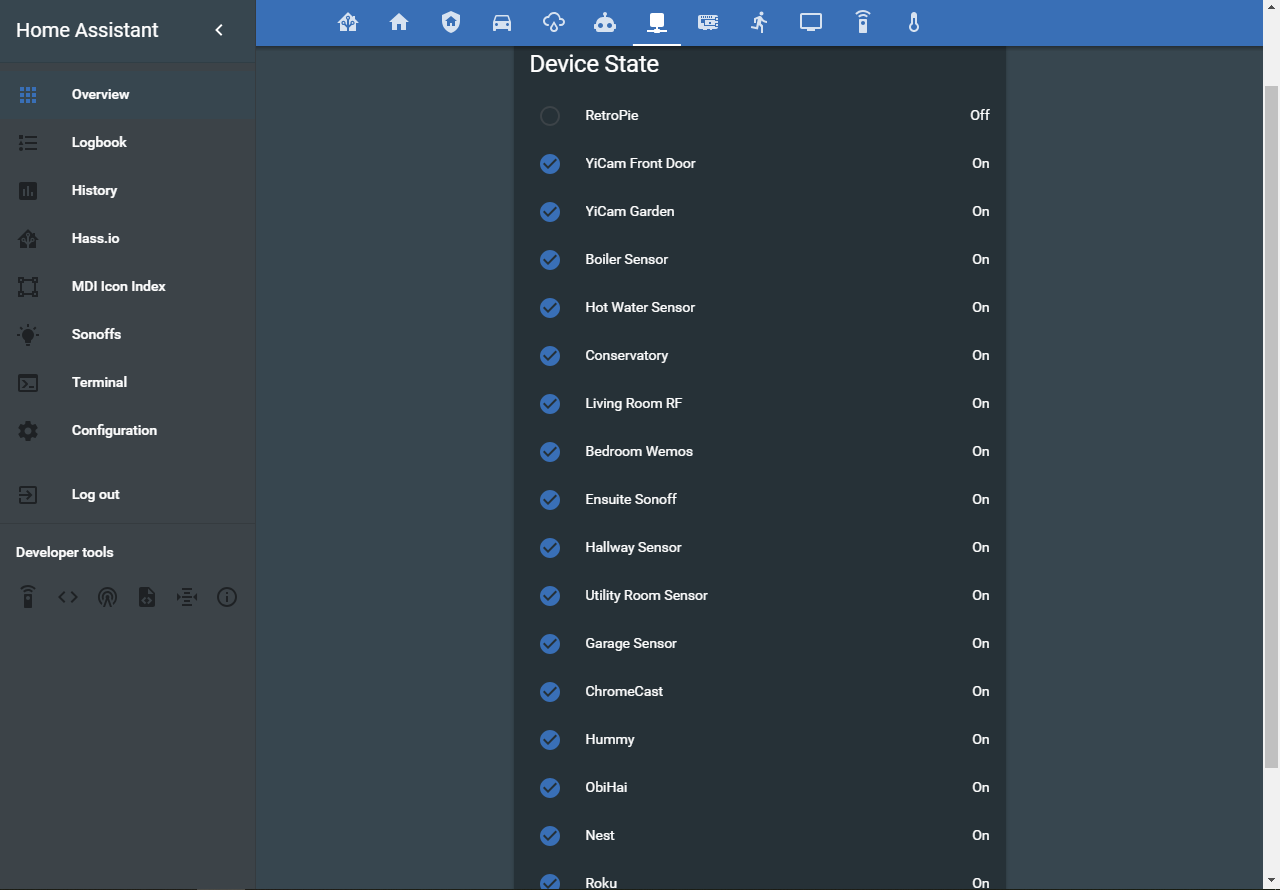 Home Assistant
Overview
Logbook
History
Hass.io
MDI Icon Index
Sonoffs
Terminal
Configuration
Log out
Developer tools
Device State
RetroPie Off
YiCam Front Door On
YiCam Garden On
Boiler Sensor On
Hot Water Sensor On
Conservatory On
Living Room RF On
Bedroom Wemos On
Ensuite Sonoff On
Hallway Sensor On
Utility Room Sensor On
Garage Sensor On
ChromeCast On
Hummy On
ObiHai On
Nest On
Roku On